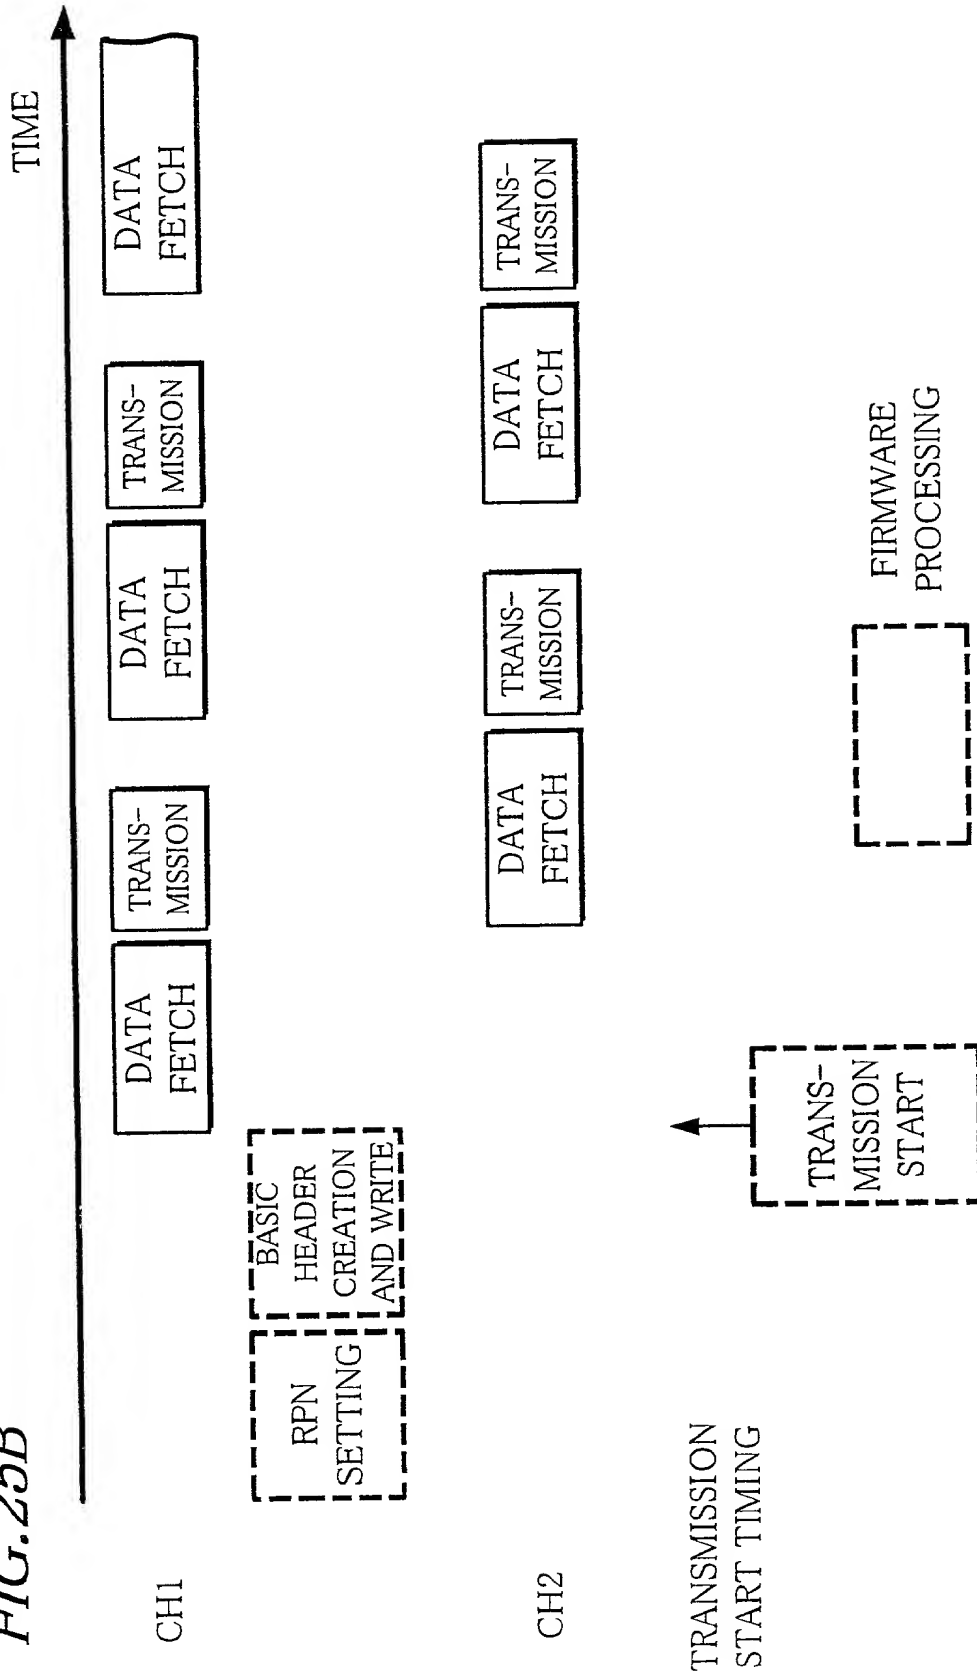 FIG.25B
TIME
CH1
DATA
FETCH
TRANS-
MISSION
DATA
FETCH
TRANS-
MISSION
DATA
FETCH
RPN
SETTING
BASIC
HEADER
CREATION
AND WRITE
CH2
DATA
FETCH
TRANS-
MISSION
DATA
FETCH
TRANS-
MISSION
TRANSMISSION
START TIMING
TRANS-
MISSION
START
FIRMWARE
PROCESSING